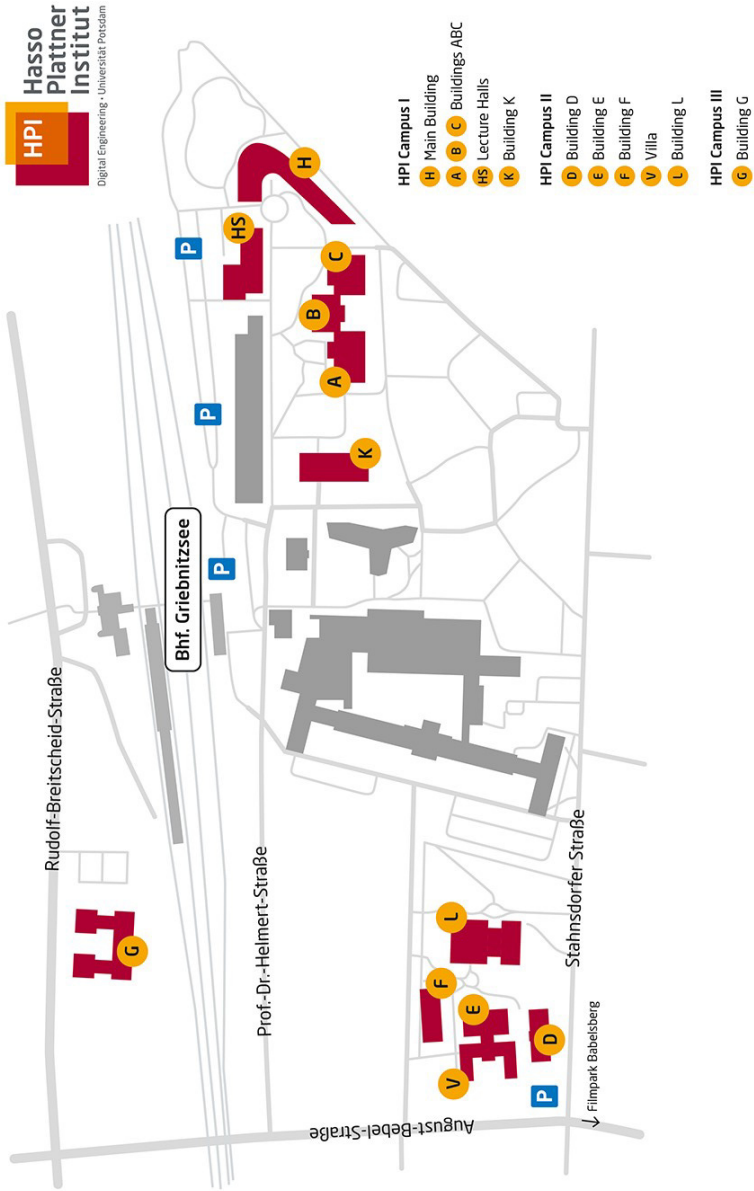 HPI
Hasso
Plattner
Institut
Digital Engineering · Universität Potsdam
Rudolf-Breitscheid-Straße
Bhf. Griebnitzsee
P
P
P
HS
H
G
B
C
A
K
Prof.-Dr.-Helmert-Straße
August-Bebel-Straße
V
F
E
L
D
P
Stahnsdorfer Straße
Filmpark Babelsberg
HPI Campus I
H Main Building
A B C Buildings ABC
HS Lecture Halls
K Building K
HPI Campus II
D Building D
E Building E
F Building F
V Villa
L Building L
HPI Campus III
G Building G